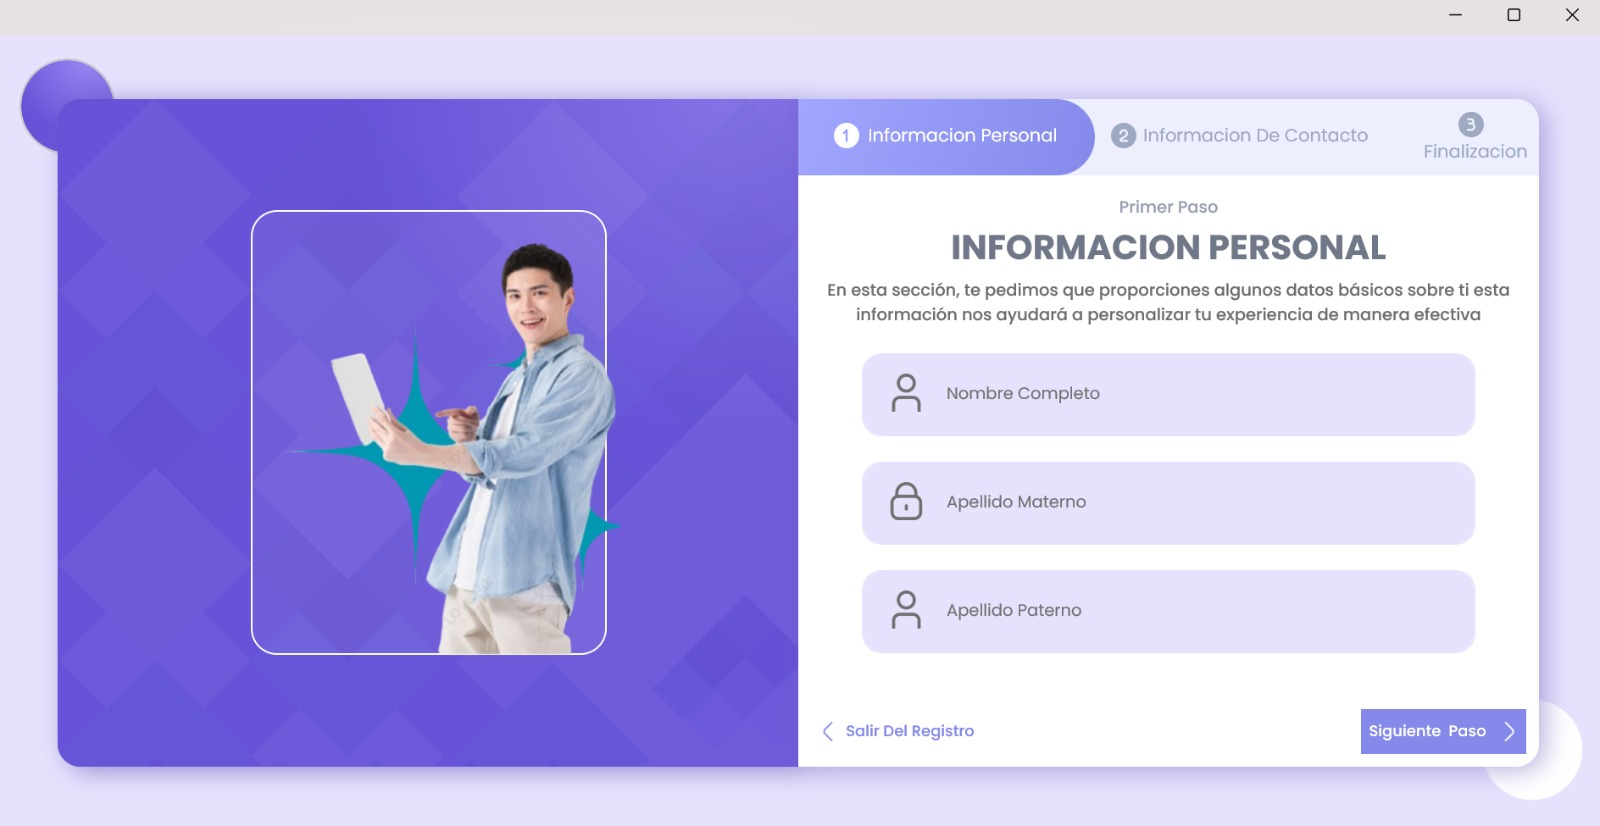 1 Informacion Personal
2 Informacion De Contacto
3
Finalizacion
Primer Paso
INFORMACION PERSONAL
En esta sección, te pedimos que proporciones algunos datos básicos sobre ti esta
información nos ayudará a personalizar tu experiencia de manera efectiva
Nombre Completo
Apellido Materno
Apellido Paterno
Salir Del Registro
Siguiente Paso